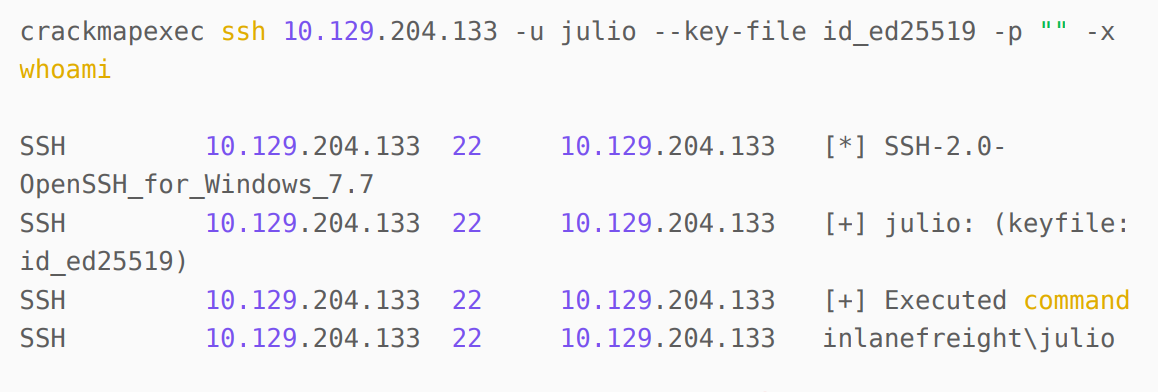 crackmapexec ssh 10.129.204.133 -u julio --key-file id_ed25519 -p "" -x
whoami
SSH         10.129.204.133  22     10.129.204.133   [*] SSH-2.0-
OpenSSH_for_Windows_7.7
SSH         10.129.204.133  22     10.129.204.133   [+] julio: (keyfile:
id_ed25519)
SSH         10.129.204.133  22     10.129.204.133   [+] Executed command
SSH         10.129.204.133  22     10.129.204.133   inlanefreight\julio